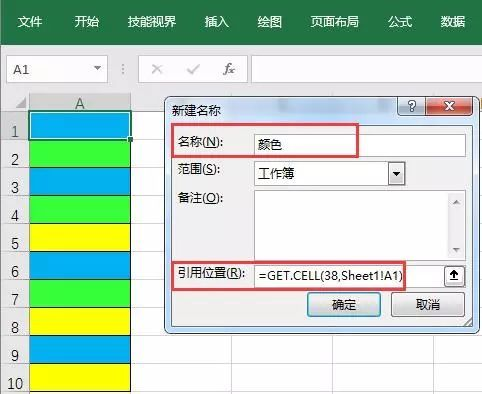 文件 开始 技能视界 插入 绘图 页面布局 公式 数据
A1 fx
A
1
2
3
4
5
6
7
8
9
10
新建名称
名称(N): 颜色
范围(S): 工作簿
备注(O):
引用位置(R): =GET.CELL(38,Sheet1!A1)
确定 取消